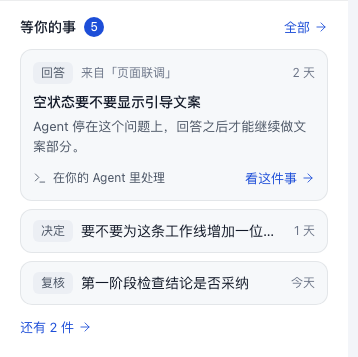 等你的事 5 全部 →
回答 来自「页面联调」 2 天
空状态要不要显示引导文案
Agent 停在这个问题上，回答之后才能继续做文
案部分。
>_ 在你的 Agent 里处理 看这件事 →
决定 要不要为这条工作线增加一位... 1 天
复核 第一阶段检查结论是否采纳 今天
还有 2 件 →